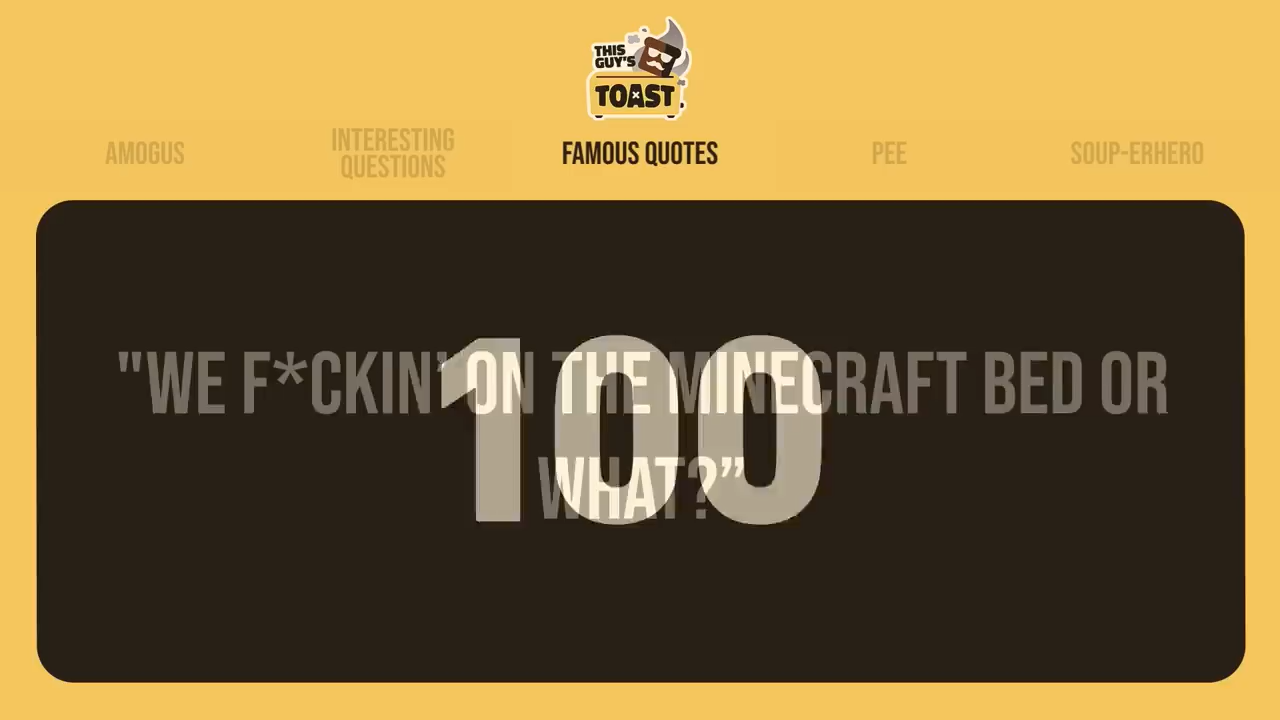 THIS
GUY'S
TOAST
AMOGUS
INTERESTING
QUESTIONS
FAMOUS QUOTES
PEE
SOUP-ERHERO
100
"WE F*CKIN’ ON THE MINECRAFT BED OR
WHAT?”